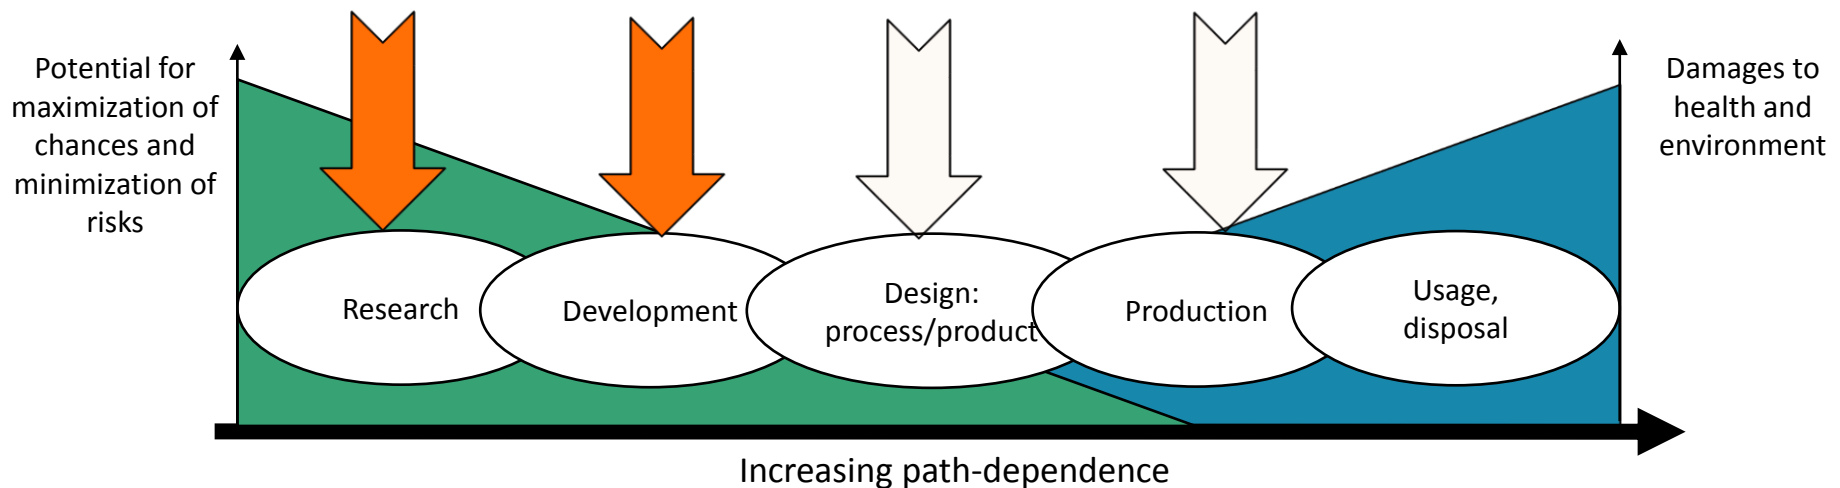 Potential for
maximization of
chances and
minimization of
risks
Damages to
health and
environment
Research
Development
Design:
process/product
Production
Usage,
disposal
Increasing path-dependence